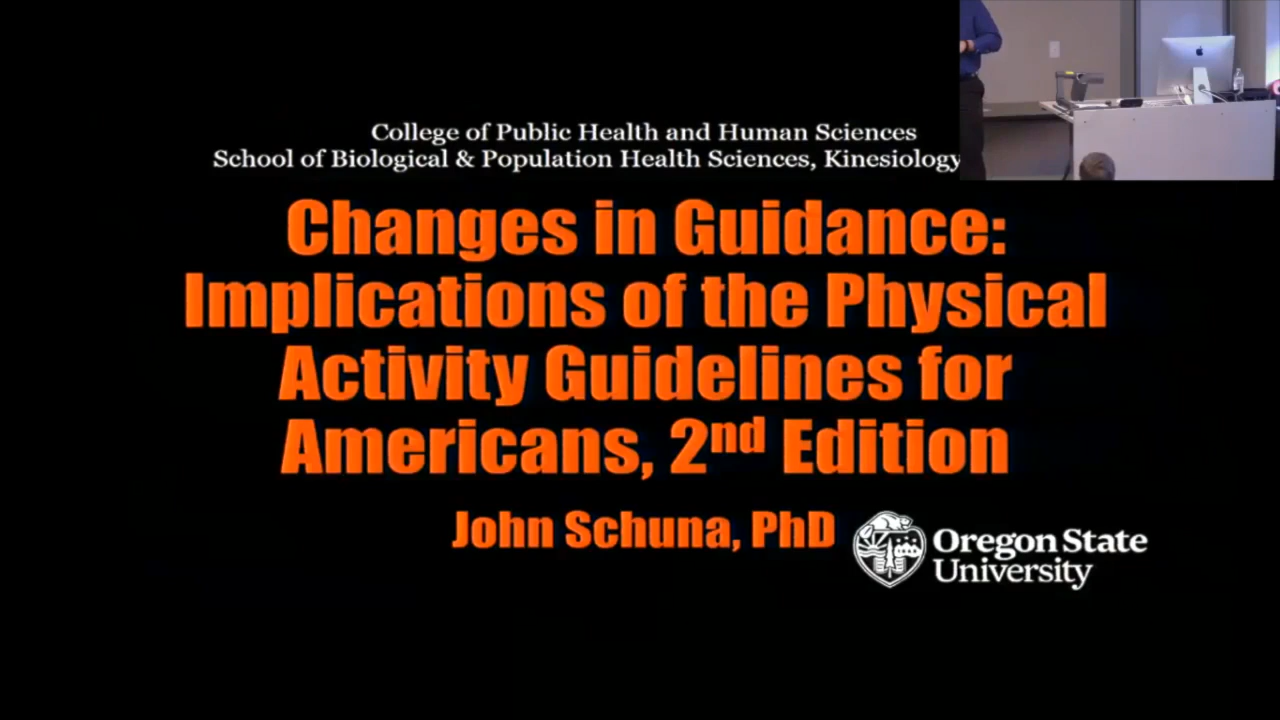 College of Public Health and Human Sciences
School of Biological & Population Health Sciences, Kinesiology
Changes in Guidance:
Implications of the Physical
Activity Guidelines for
Americans, 2nd Edition
John Schuna, PhD
Oregon State
University